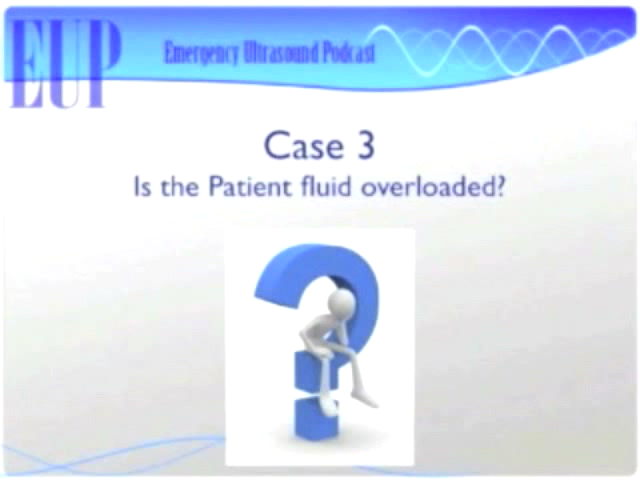 EUP
Emergency Ultrasound Podcast
Case 3
Is the Patient fluid overloaded?